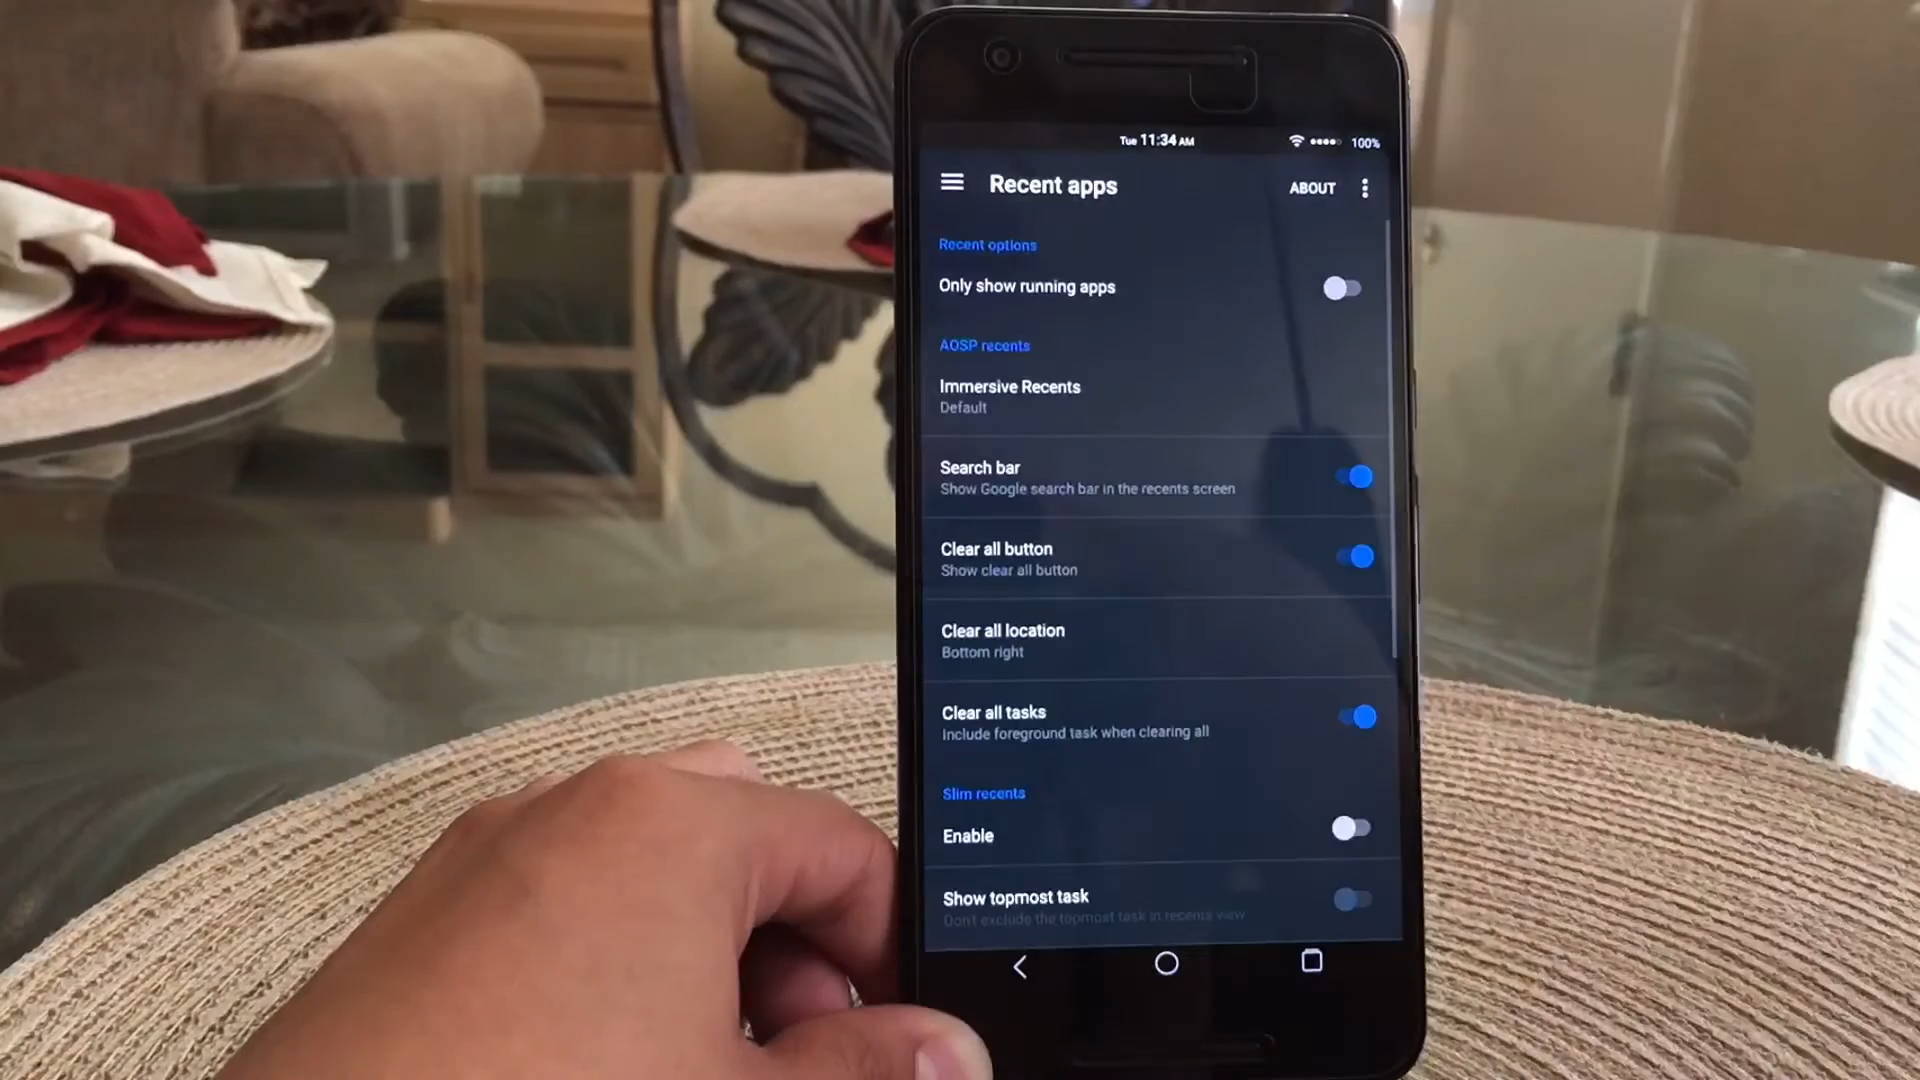 Tue 11:34 AM
100%
Recent apps
ABOUT
Recent options
Only show running apps
AOSP recents
Immersive Recents
Default
Search bar
Show Google search bar in the recents screen
Clear all button
Show clear all button
Clear all location
Bottom right
Clear all tasks
Include foreground task when clearing all
Slim recents
Enable
Show topmost task
Don't exclude the topmost task in recents view